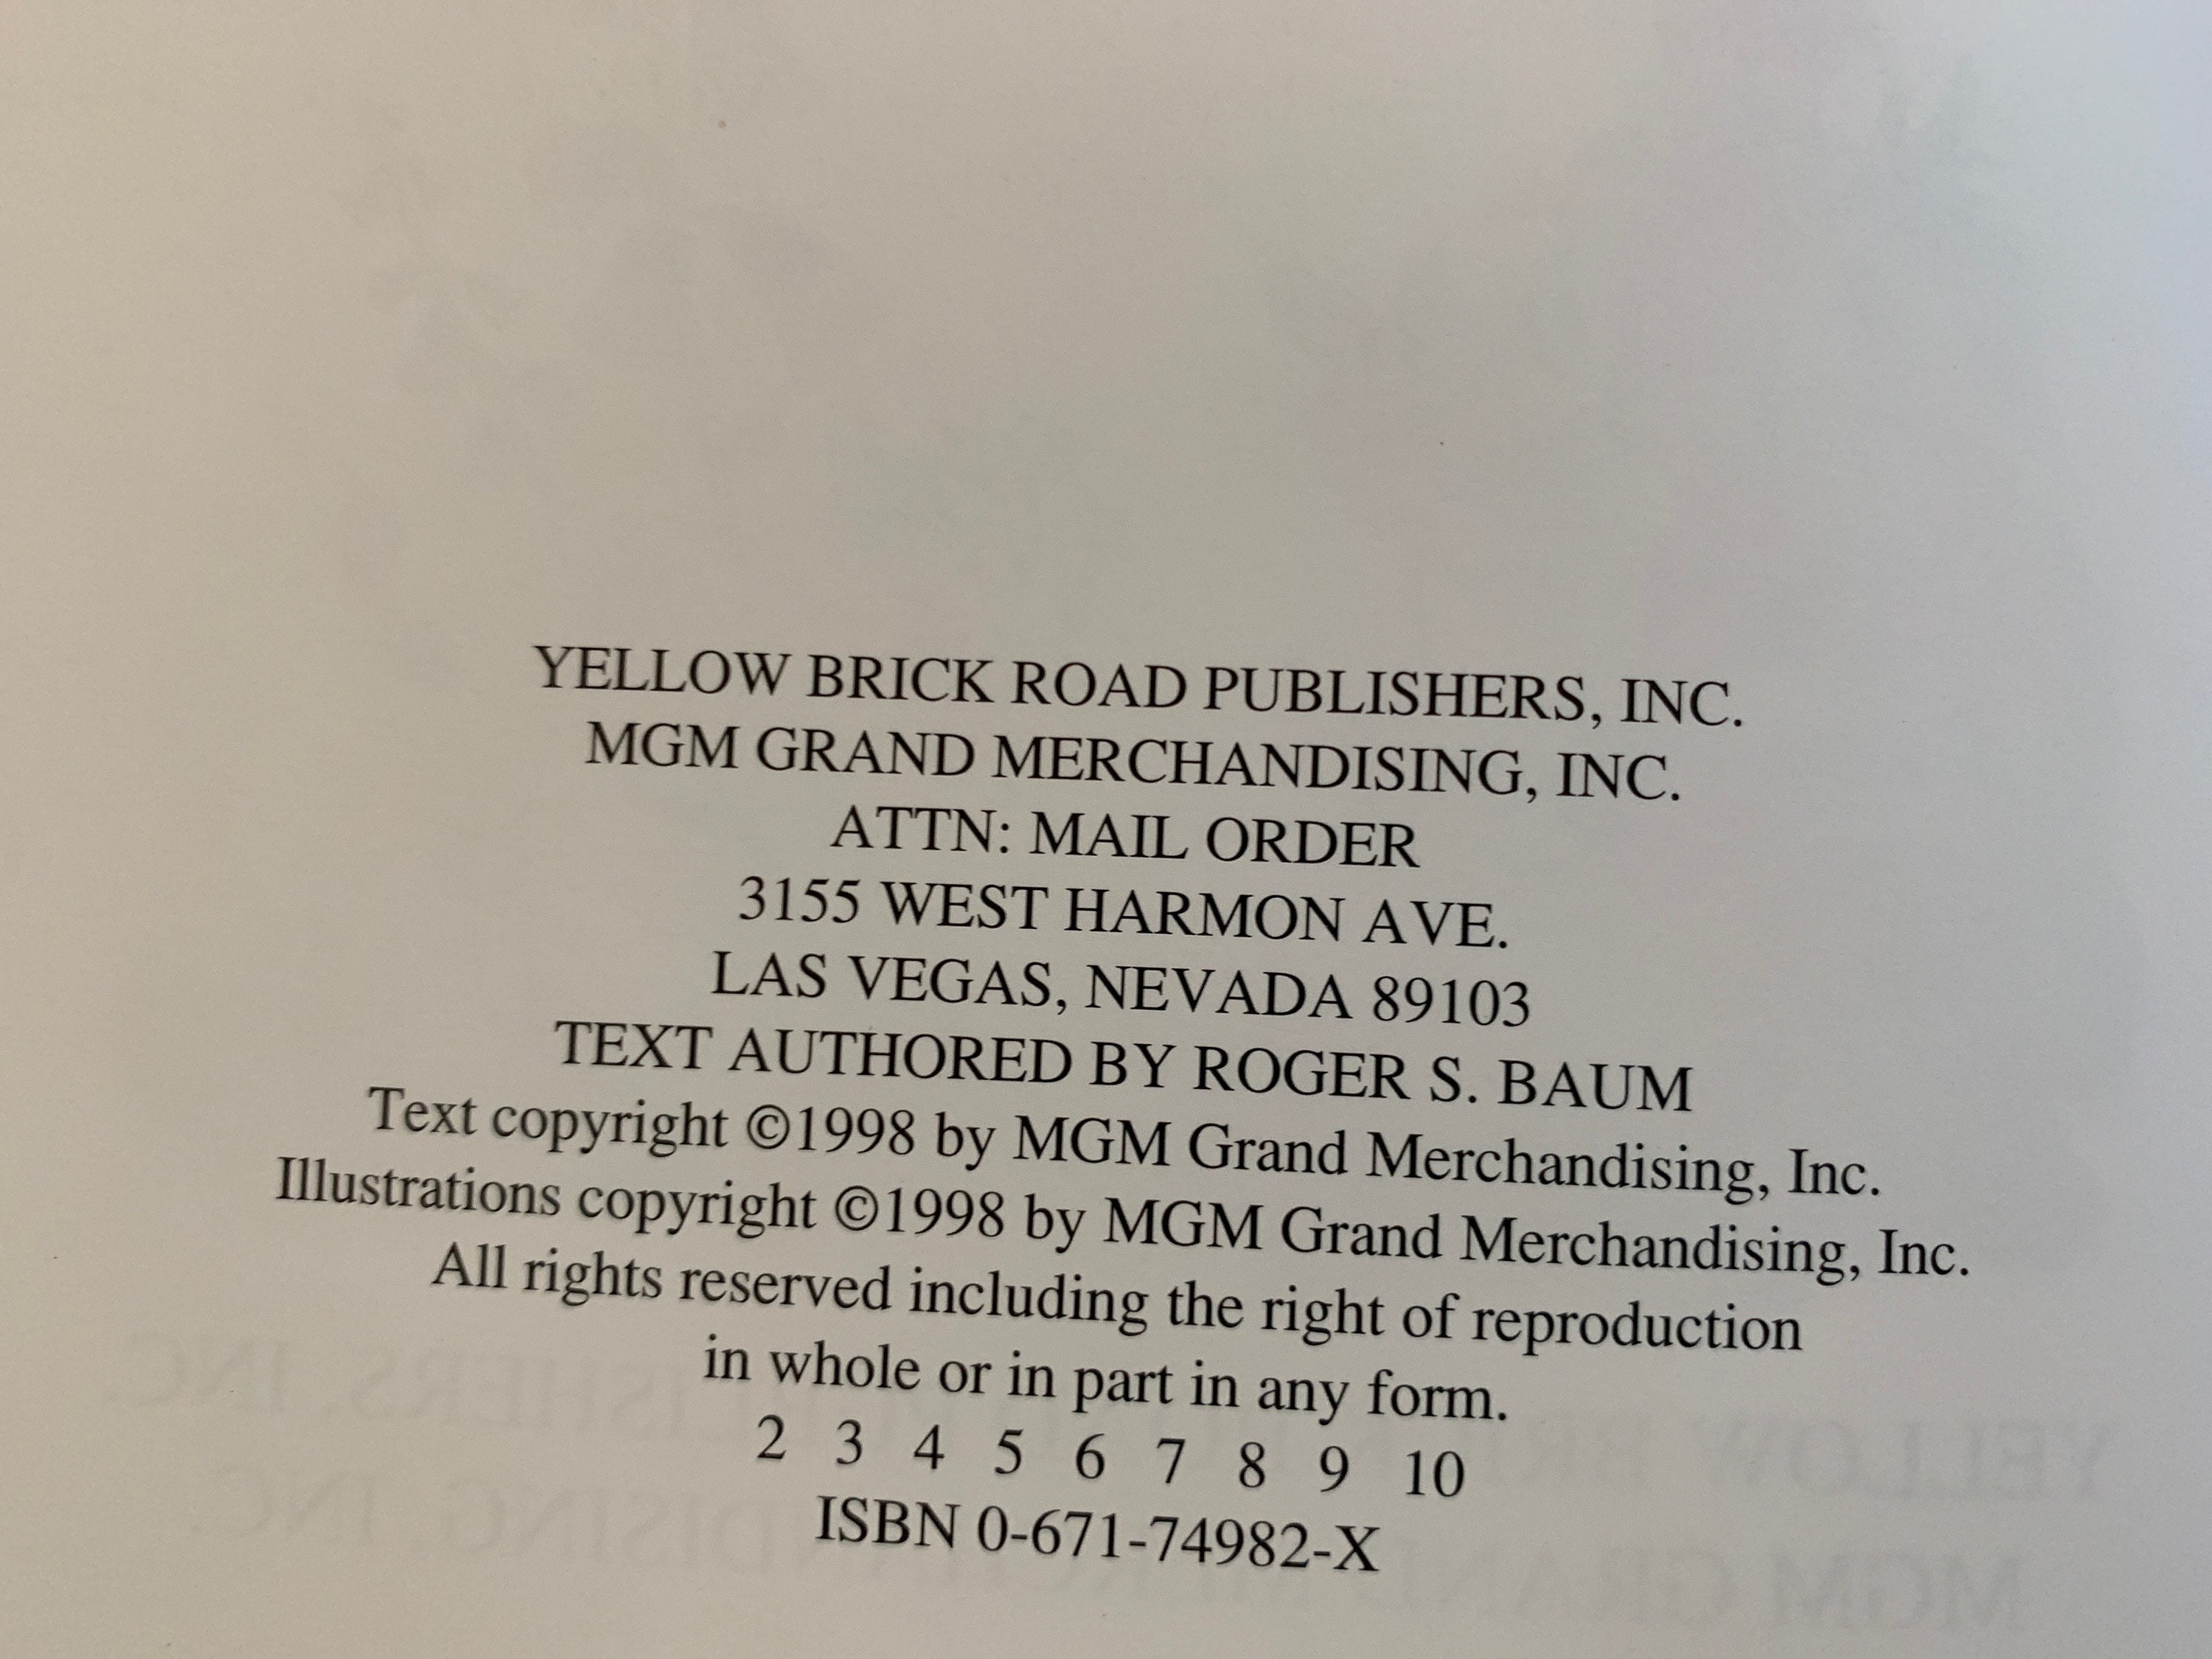 YELLOW BRICK ROAD PUBLISHERS, INC.
MGM GRAND MERCHANDISING, INC.
ATTN: MAIL ORDER
3155 WEST HARMON AVE.
LAS VEGAS, NEVADA 89103
TEXT AUTHORED BY ROGER S. BAUM
Text copyright ©1998 by MGM Grand Merchandising, Inc.
Illustrations copyright ©1998 by MGM Grand Merchandising, Inc.
All rights reserved including the right of reproduction
in whole or in part in any form.
2 3 4 5 6 7 8 9 10
ISBN 0-671-74982-X